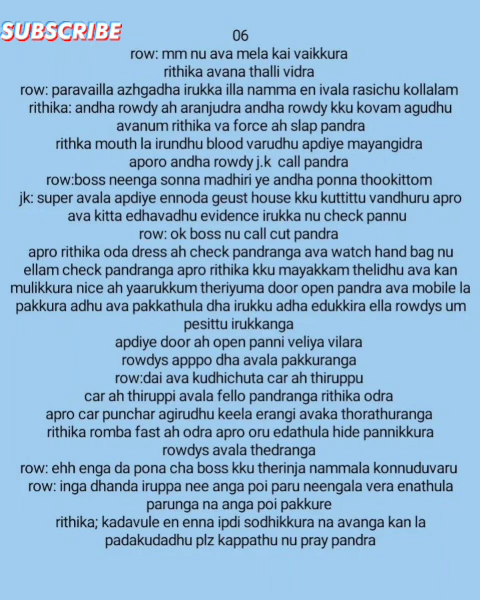 SUBSCRIBE
06
row: mm nu ava mela kai vaikkura
rithika avana thalli vidra
row: paravailla azhgadha irukka illa namma en ivala rasichu kollalam
rithika: andha rowdy ah aranjudra andha rowdy kku kovam agudhu
avanum rithika va force ah slap pandra
rithka mouth la irundhu blood varudhu apdiye mayangidra
aporo andha rowdy j.k  call pandra
row:boss neenga sonna madhiri ye andha ponna thookittom
jk: super avala apdiye ennoda geust house kku kuttittu vandhuru apro
ava kitta edhavadhu evidence irukka nu check pannu
row: ok boss nu call cut pandra
apro rithika oda dress ah check pandranga ava watch hand bag nu
ellam check pandranga apro rithika kku mayakkam thelidhu ava kan
mulikkura nice ah yaarukkum theriyuma door open pandra ava mobile la
pakkura adhu ava pakkathula dha irukku adha edukkira ella rowdys um
pesittu irukkanga
apdiye door ah open panni veliya vilara
rowdys apppo dha avala pakkuranga
row:dai ava kudhichuta car ah thiruppu
car ah thiruppi avala fello pandranga rithika odra
apro car punchar agirudhu keela erangi avaka thorathuranga
rithika romba fast ah odra apro oru edathula hide pannikkura
rowdys avala thedranga
row: ehh enga da pona cha boss kku therinja nammala konnuduvaru
row: inga dhanda iruppa nee anga poi paru neengala vera enathula
parunga na anga poi pakkure
rithika; kadavule en enna ipdi sodhikkura na avanga kan la
padakudadhu plz kappathu nu pray pandra